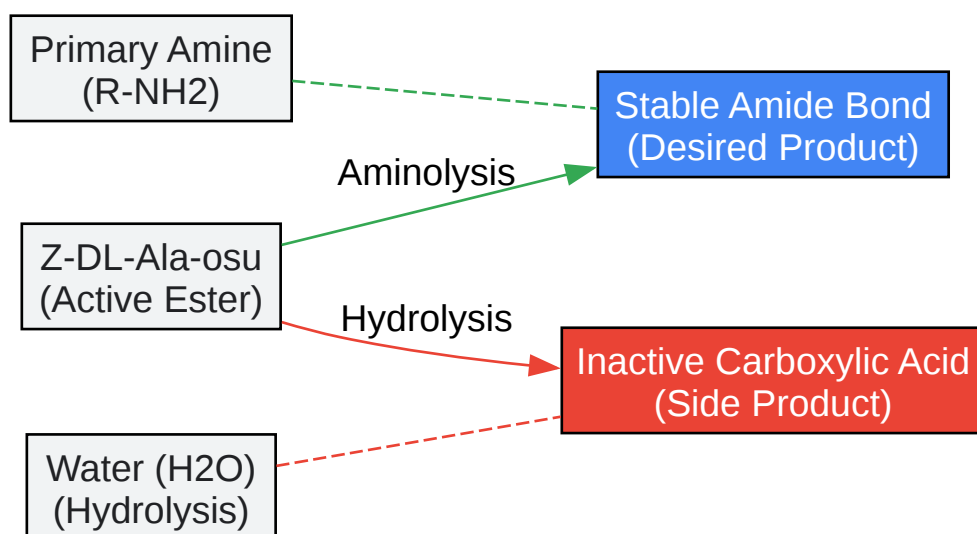 Primary Amine
(R-NH2)
Stable Amide Bond
(Desired Product)
Aminolysis
Z-DL-Ala-osu
(Active Ester)
Hydrolysis
Inactive Carboxylic Acid
(Side Product)
Water (H2O)
(Hydrolysis)